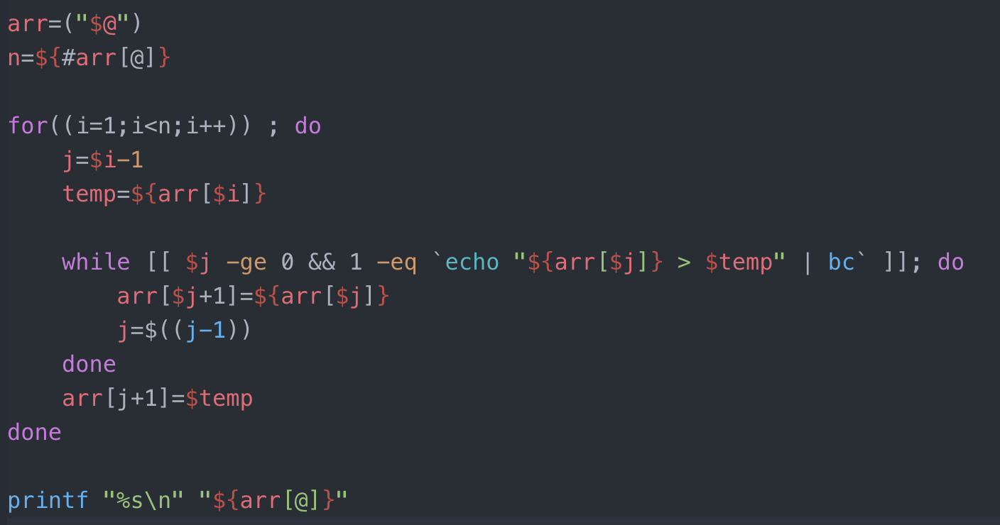 arr=("$@")
n=${#arr[@]}
for((i=1;i<n;i++)) ; do
    j=$i-1
    temp=${arr[$i]}
    while [[ $j -ge 0 && 1 -eq `echo "${arr[$j]} > $temp" | bc` ]]; do
        arr[$j+1]=${arr[$j]}
        j=$((j-1))
    done
    arr[j+1]=$temp
done
printf "%s\n" "${arr[@]}"